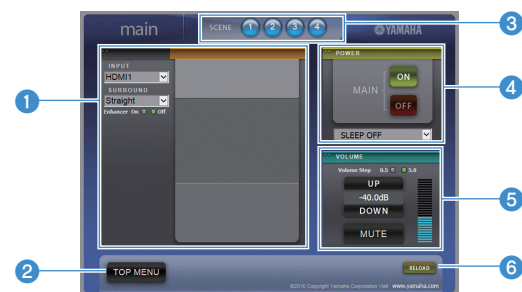 main
SCENE 1 2 3 4
YAMAHA
3
INPUT
HDMI1
SURROUND
Straight
Enhancer On Off
1
POWER
MAIN
ON
OFF
SLEEP OFF
4
VOLUME
Volume Step 0.5 5.0
UP
-40.0dB
DOWN
MUTE
5
2
TOP MENU
RELOAD
6
©2010 Copyright Yamaha Corporation Visit www.yamaha.com